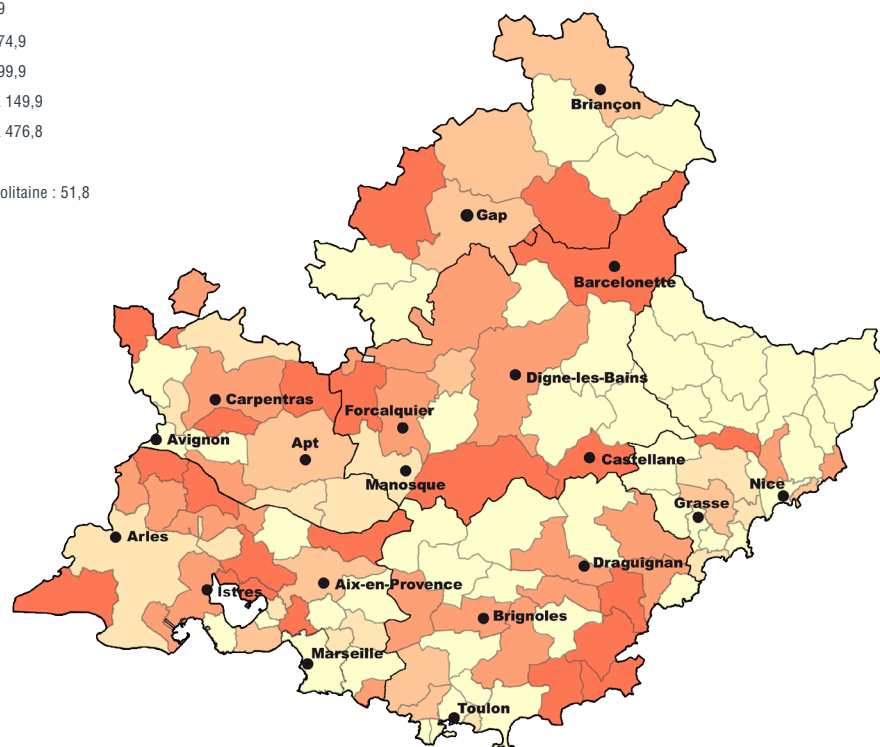 9
74,9
99,9
149,9
476,8
olitaine : 51,8
Briançon
Gap
Barcelonette
Digne-les-Bains
Carpentras
Forcalquier
Avignon
Apt
Castellane
Manosque
Nice
Grasse
Arles
Draguignan
Istres
Aix-en-Provence
Brignoles
Marseille
Toulon